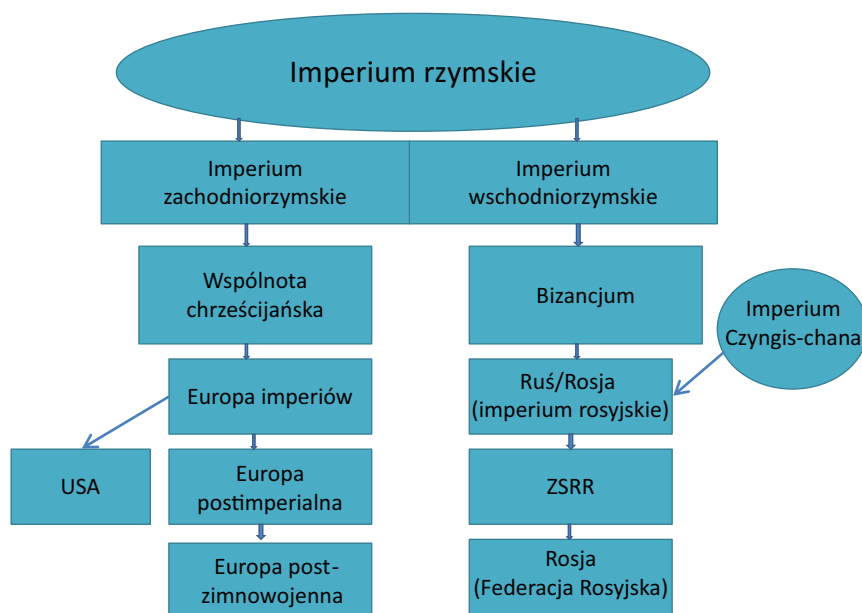 Imperium rzymskie
Imperium
zachodniorzymskie
Imperium
wschodniorzymskie
Wspólnota
chrześcijańska
Bizancjum
Imperium
Czyngis-chana
Europa imperiów
Ruś/Rosja
(imperium rosyjskie)
USA
Europa
postimperialna
ZSRR
Europa post-
zimnowojenna
Rosja
(Federacja Rosyjska)